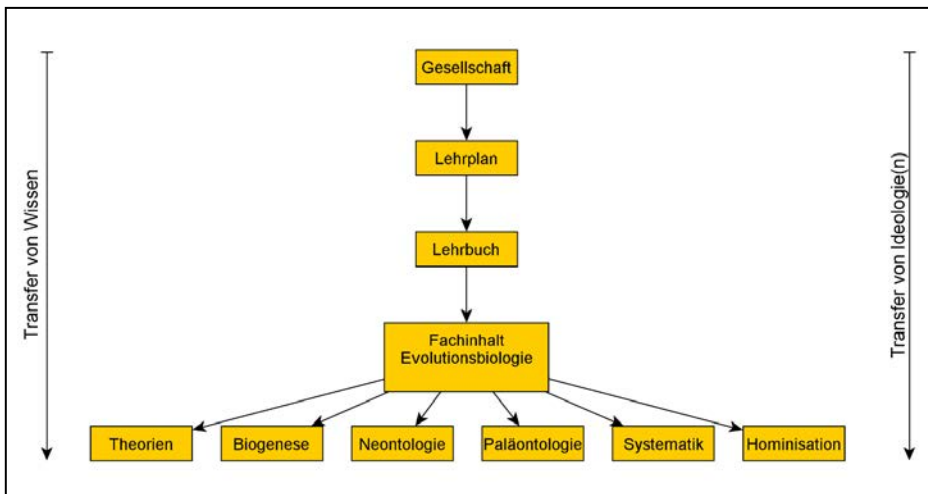 Gesellschaft
Lehrplan
Lehrbuch
Fachinhalt
Evolutionsbiologie
Theorien
Biogenese
Neontologie
Paläontologie
Systematik
Hominisation
Transfer von Wissen
Transfer von Ideologie(n)